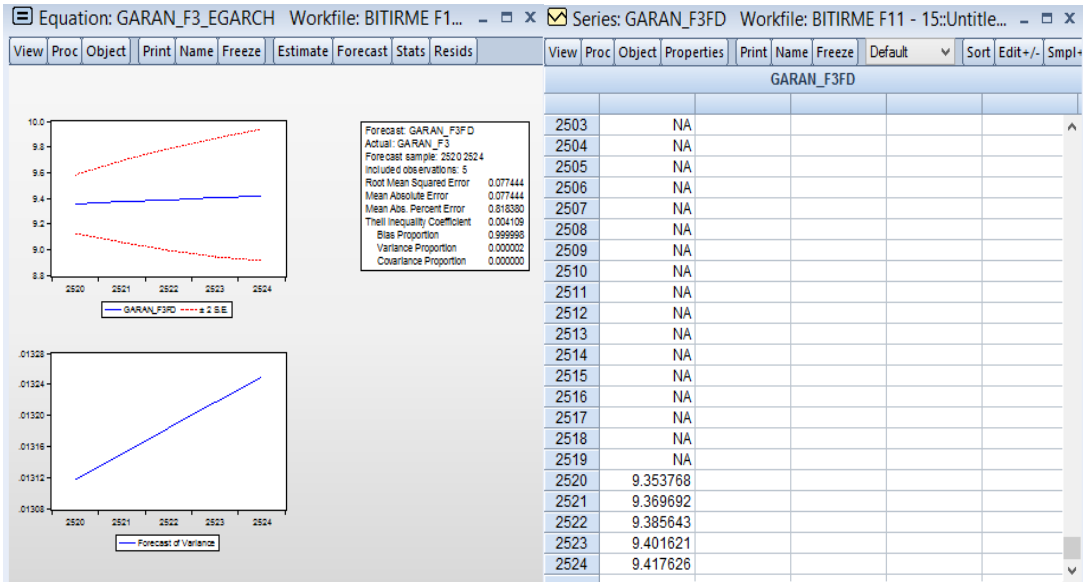 Equation: GARAN_F3_EGARCH Workfile: BITIRME F1...
View Proc Object Print Name Freeze Estimate Forecast Stats Resids
10.0
9.8
9.6
9.4
9.2
9.0
8.8
2520 2521 2522 2523 2524
GARAN_F3FD ± 2 S.E.
Forecast: GARAN_F3FD
Actual: GARAN_F3
Forecast sample: 2520 2524
Included observations: 5
Root Mean Squared Error 0.077444
Mean Absolute Error 0.077444
Mean Abs. Percent Error 0.818380
Theil Inequality Coefficient 0.004109
Bias Proportion 0.999998
Variance Proportion 0.000002
Covariance Proportion 0.000000
.01328
.01324
.01320
.01316
.01312
.01308
2520 2521 2522 2523 2524
Forecast of Variance
Series: GARAN_F3FD Workfile: BITIRME F11 - 15::Untitle...
View Proc Object Properties Print Name Freeze Default Sort Edit+/- Smpl+
GARAN_F3FD
2503 NA
2504 NA
2505 NA
2506 NA
2507 NA
2508 NA
2509 NA
2510 NA
2511 NA
2512 NA
2513 NA
2514 NA
2515 NA
2516 NA
2517 NA
2518 NA
2519 NA
2520 9.353768
2521 9.369692
2522 9.385643
2523 9.401621
2524 9.417626